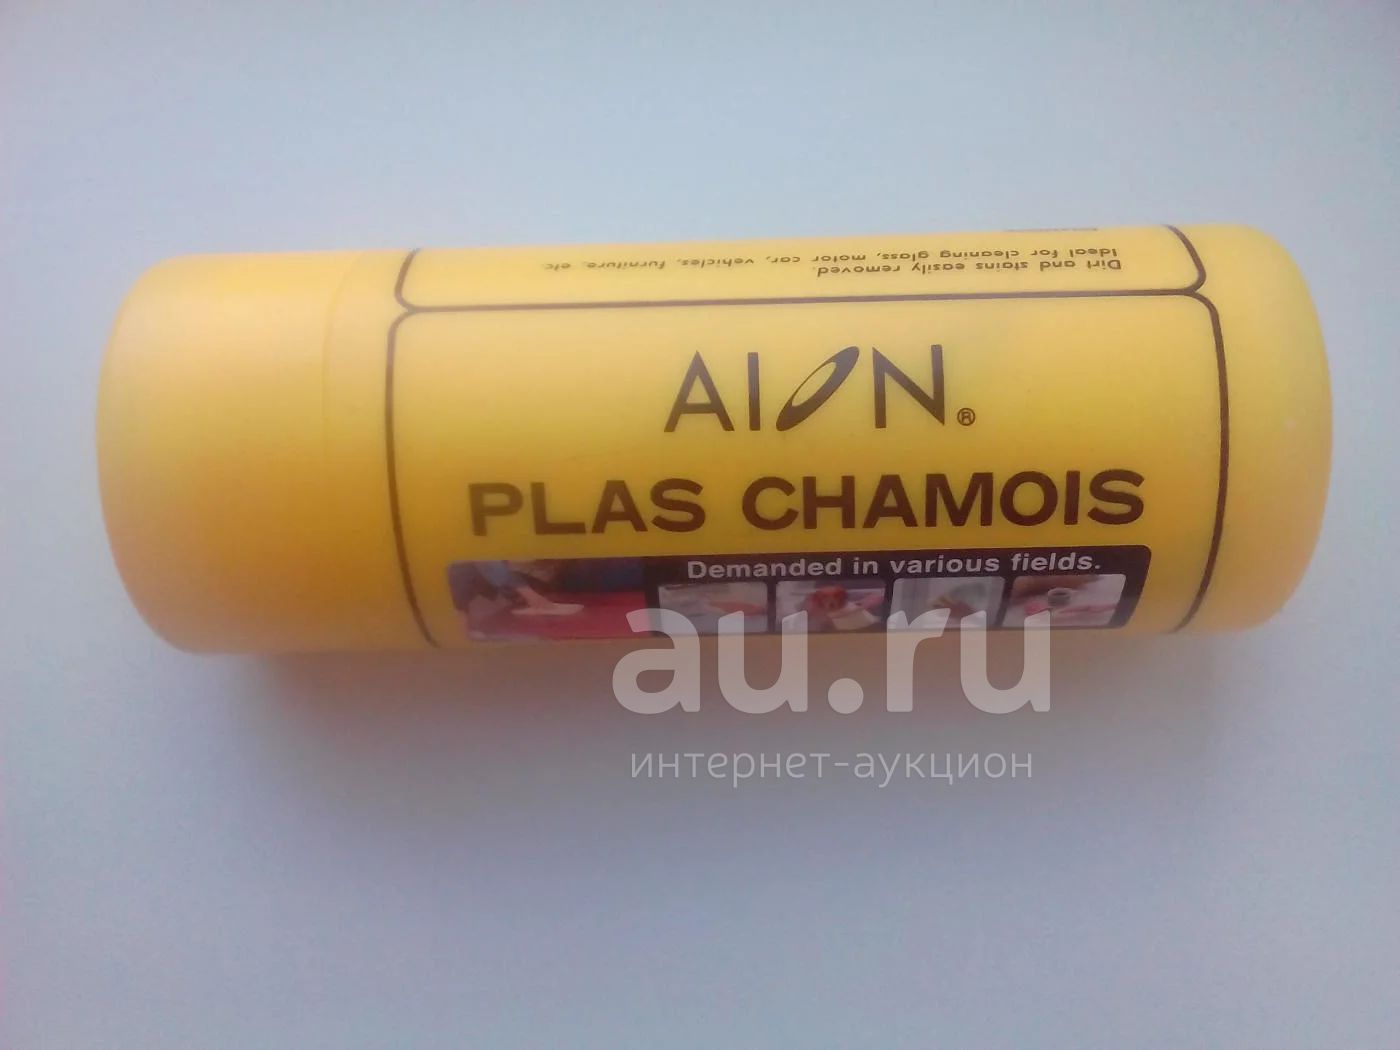 Ideal for cleaning glass, motor car, vehicles, furniture, etc.
Dirt and stains easily removed.
AION®
PLAS CHAMOIS
Demanded in various fields.
au.ru
интернет-аукцион